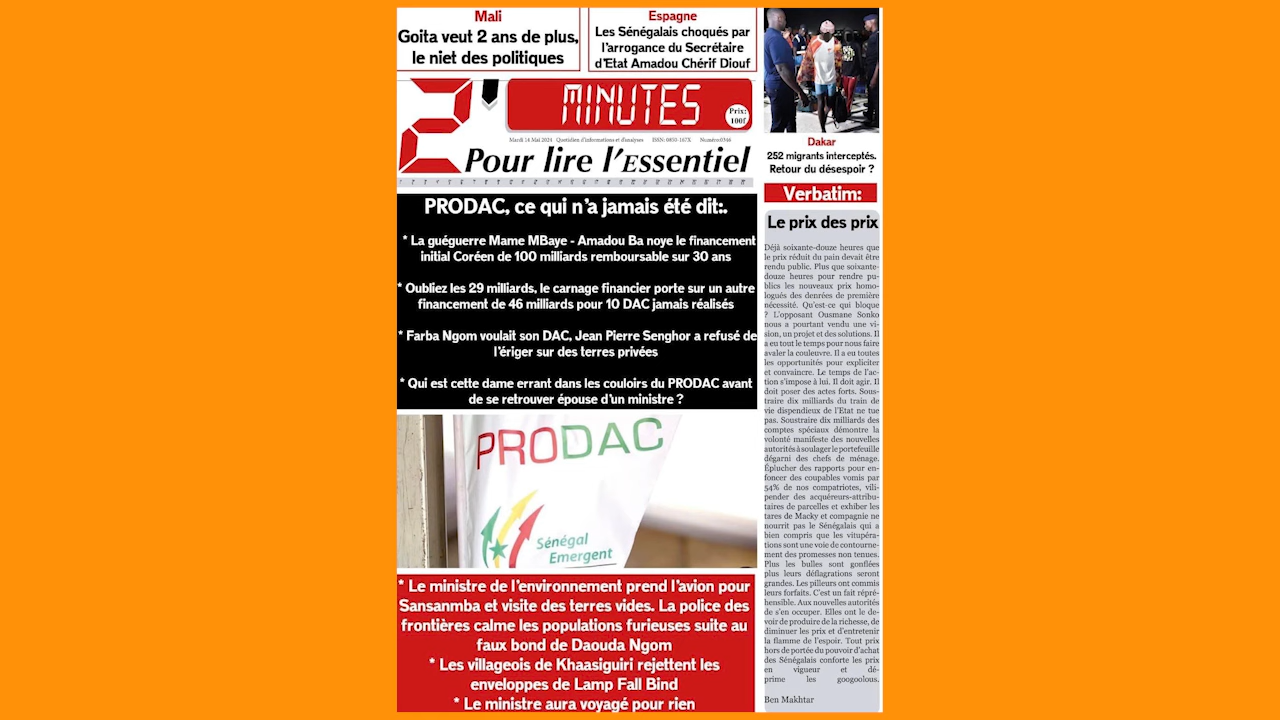 Mali
Goita veut 2 ans de plus,
le niet des politiques
Espagne
Les Sénégalais choqués par
l'arrogance du Secrétaire
d'Etat Amadou Chérif Diouf
2' MINUTES
Prix:
100f
Mardi 14 Mai 2024 Quotidien d'informations et d'analyses ISSN: 0850-167X Numéro:0346
Pour lire l'Essentiel
Dakar
252 migrants interceptés.
Retour du désespoir ?
PRODAC, ce qui n'a jamais été dit:.
* La guéguerre Mame MBaye - Amadou Ba noye le financement
initial Coréen de 100 milliards remboursable sur 30 ans
* Oubliez les 29 milliards, le carnage financier porte sur un autre
financement de 46 milliards pour 10 DAC jamais réalisés
* Farba Ngom voulait son DAC, Jean Pierre Senghor a refusé de
l'ériger sur des terres privées
* Qui est cette dame errant dans les couloirs du PRODAC avant
de se retrouver épouse d'un ministre ?
PRODAC
Sénégal
Emergent
* Le ministre de l'environnement prend l'avion pour
Sansanmba et visite des terres vides. La police des
frontières calme les populations furieuses suite au
faux bond de Daouda Ngom
* Les villageois de Khaasiguiri rejettent les
enveloppes de Lamp Fall Bind
* Le ministre aura voyagé pour rien
Verbatim:
Le prix des prix
Déjà soixante-douze heures que
le prix réduit du pain devait être
rendu public. Plus que soixante-
douze heures pour rendre pu-
blics les nouveaux prix homo-
logués des denrées de première
nécessité. Qu'est-ce qui bloque
? L'opposant Ousmane Sonko
nous a pourtant vendu une vi-
sion, un projet et des solutions. Il
a eu tout le temps pour nous faire
avaler la couleuvre. Il a eu toutes
les opportunités pour expliciter
et convaincre. Le temps de l'ac-
tion s'impose à lui. Il doit agir. Il
doit poser des actes forts. Sous-
traire dix milliards du train de
vie dispendieux de l'Etat ne tue
pas. Soustraire dix milliards des
comptes spéciaux démontre la
volonté manifeste des nouvelles
autorités à soulager le portefeuille
dégarni des chefs de ménage.
Éplucher des rapports pour en-
foncer des coupables vomis par
54% de nos compatriotes, vili-
pender des acquéreurs-attribu-
taires de parcelles et exhiber les
tares de Macky et compagnie ne
nourrit pas le Sénégalais qui a
bien compris que les vitupéra-
tions sont une voie de contourne-
ment des promesses non tenues.
Plus les bulles sont gonflées
plus leurs déflagrations seront
grandes. Les pilleurs ont commis
leurs forfaits. C'est un fait répré-
hensible. Aux nouvelles autorités
de s'en occuper. Elles ont le de-
voir de produire de la richesse, de
diminuer les prix et d'entretenir
la flamme de l'espoir. Tout prix
hors de portée du pouvoir d'achat
des Sénégalais conforte les prix
en vigueur et dé-
prime les googoolous.
Ben Makhtar